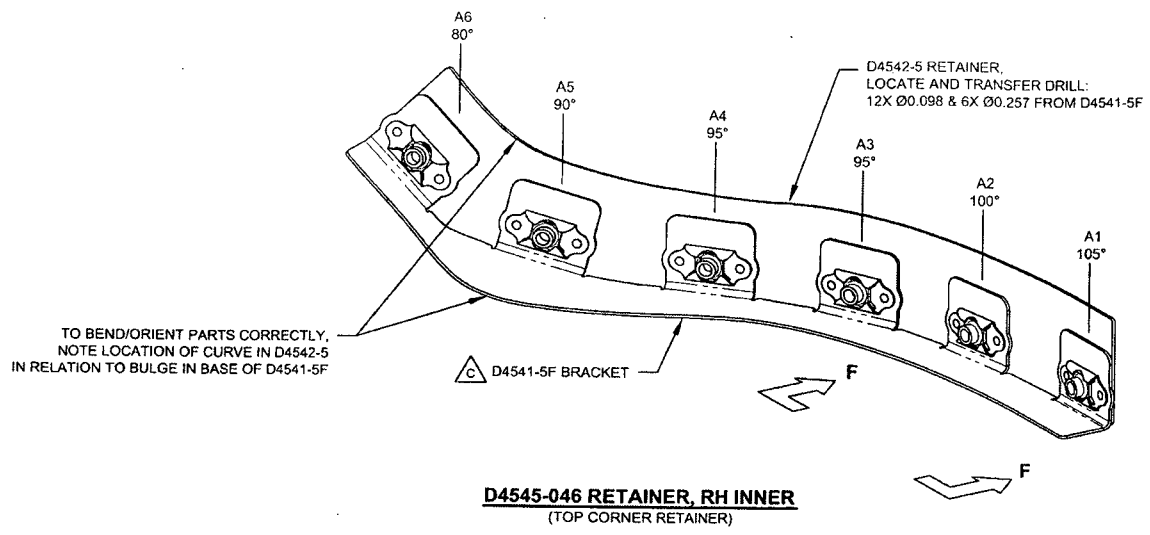 A6
80°
A5
90°
A4
95°
A3
95°
A2
100°
A1
105°
D4542-5 RETAINER,
LOCATE AND TRANSFER DRILL:
12X Ø0.098 & 6X Ø0.257 FROM D4541-5F
TO BEND/ORIENT PARTS CORRECTLY,
NOTE LOCATION OF CURVE IN D4542-5
IN RELATION TO BULGE IN BASE OF D4541-5F
C D4541-5F BRACKET
F
F
D4545-046 RETAINER, RH INNER
(TOP CORNER RETAINER)